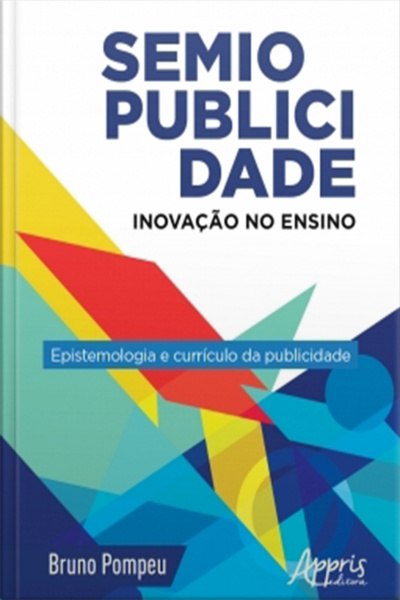 SEMIO
PUBLICI
DADE
INOVAÇÃO NO ENSINO
Epistemologia e currículo da publicidade
Bruno Pompeu
Appris
editora